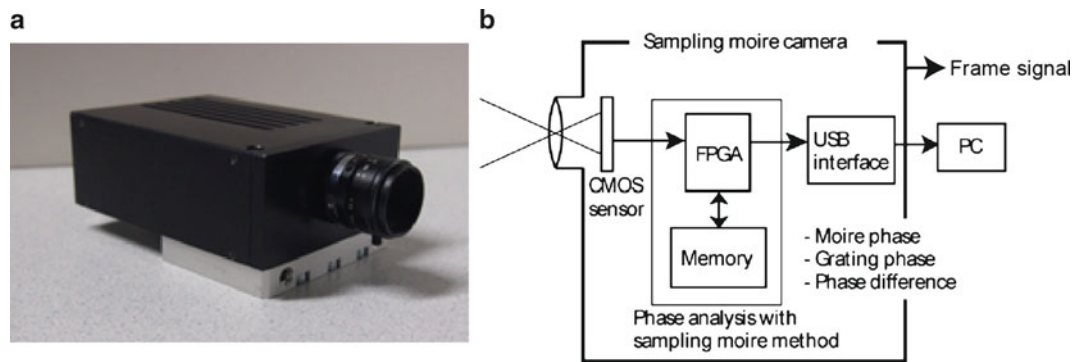 a
b
Sampling moire camera
Frame signal
FPGA
USB
interface
PC
CMOS
sensor
Memory
- Moire phase
- Grating phase
- Phase difference
Phase analysis with
sampling moire method